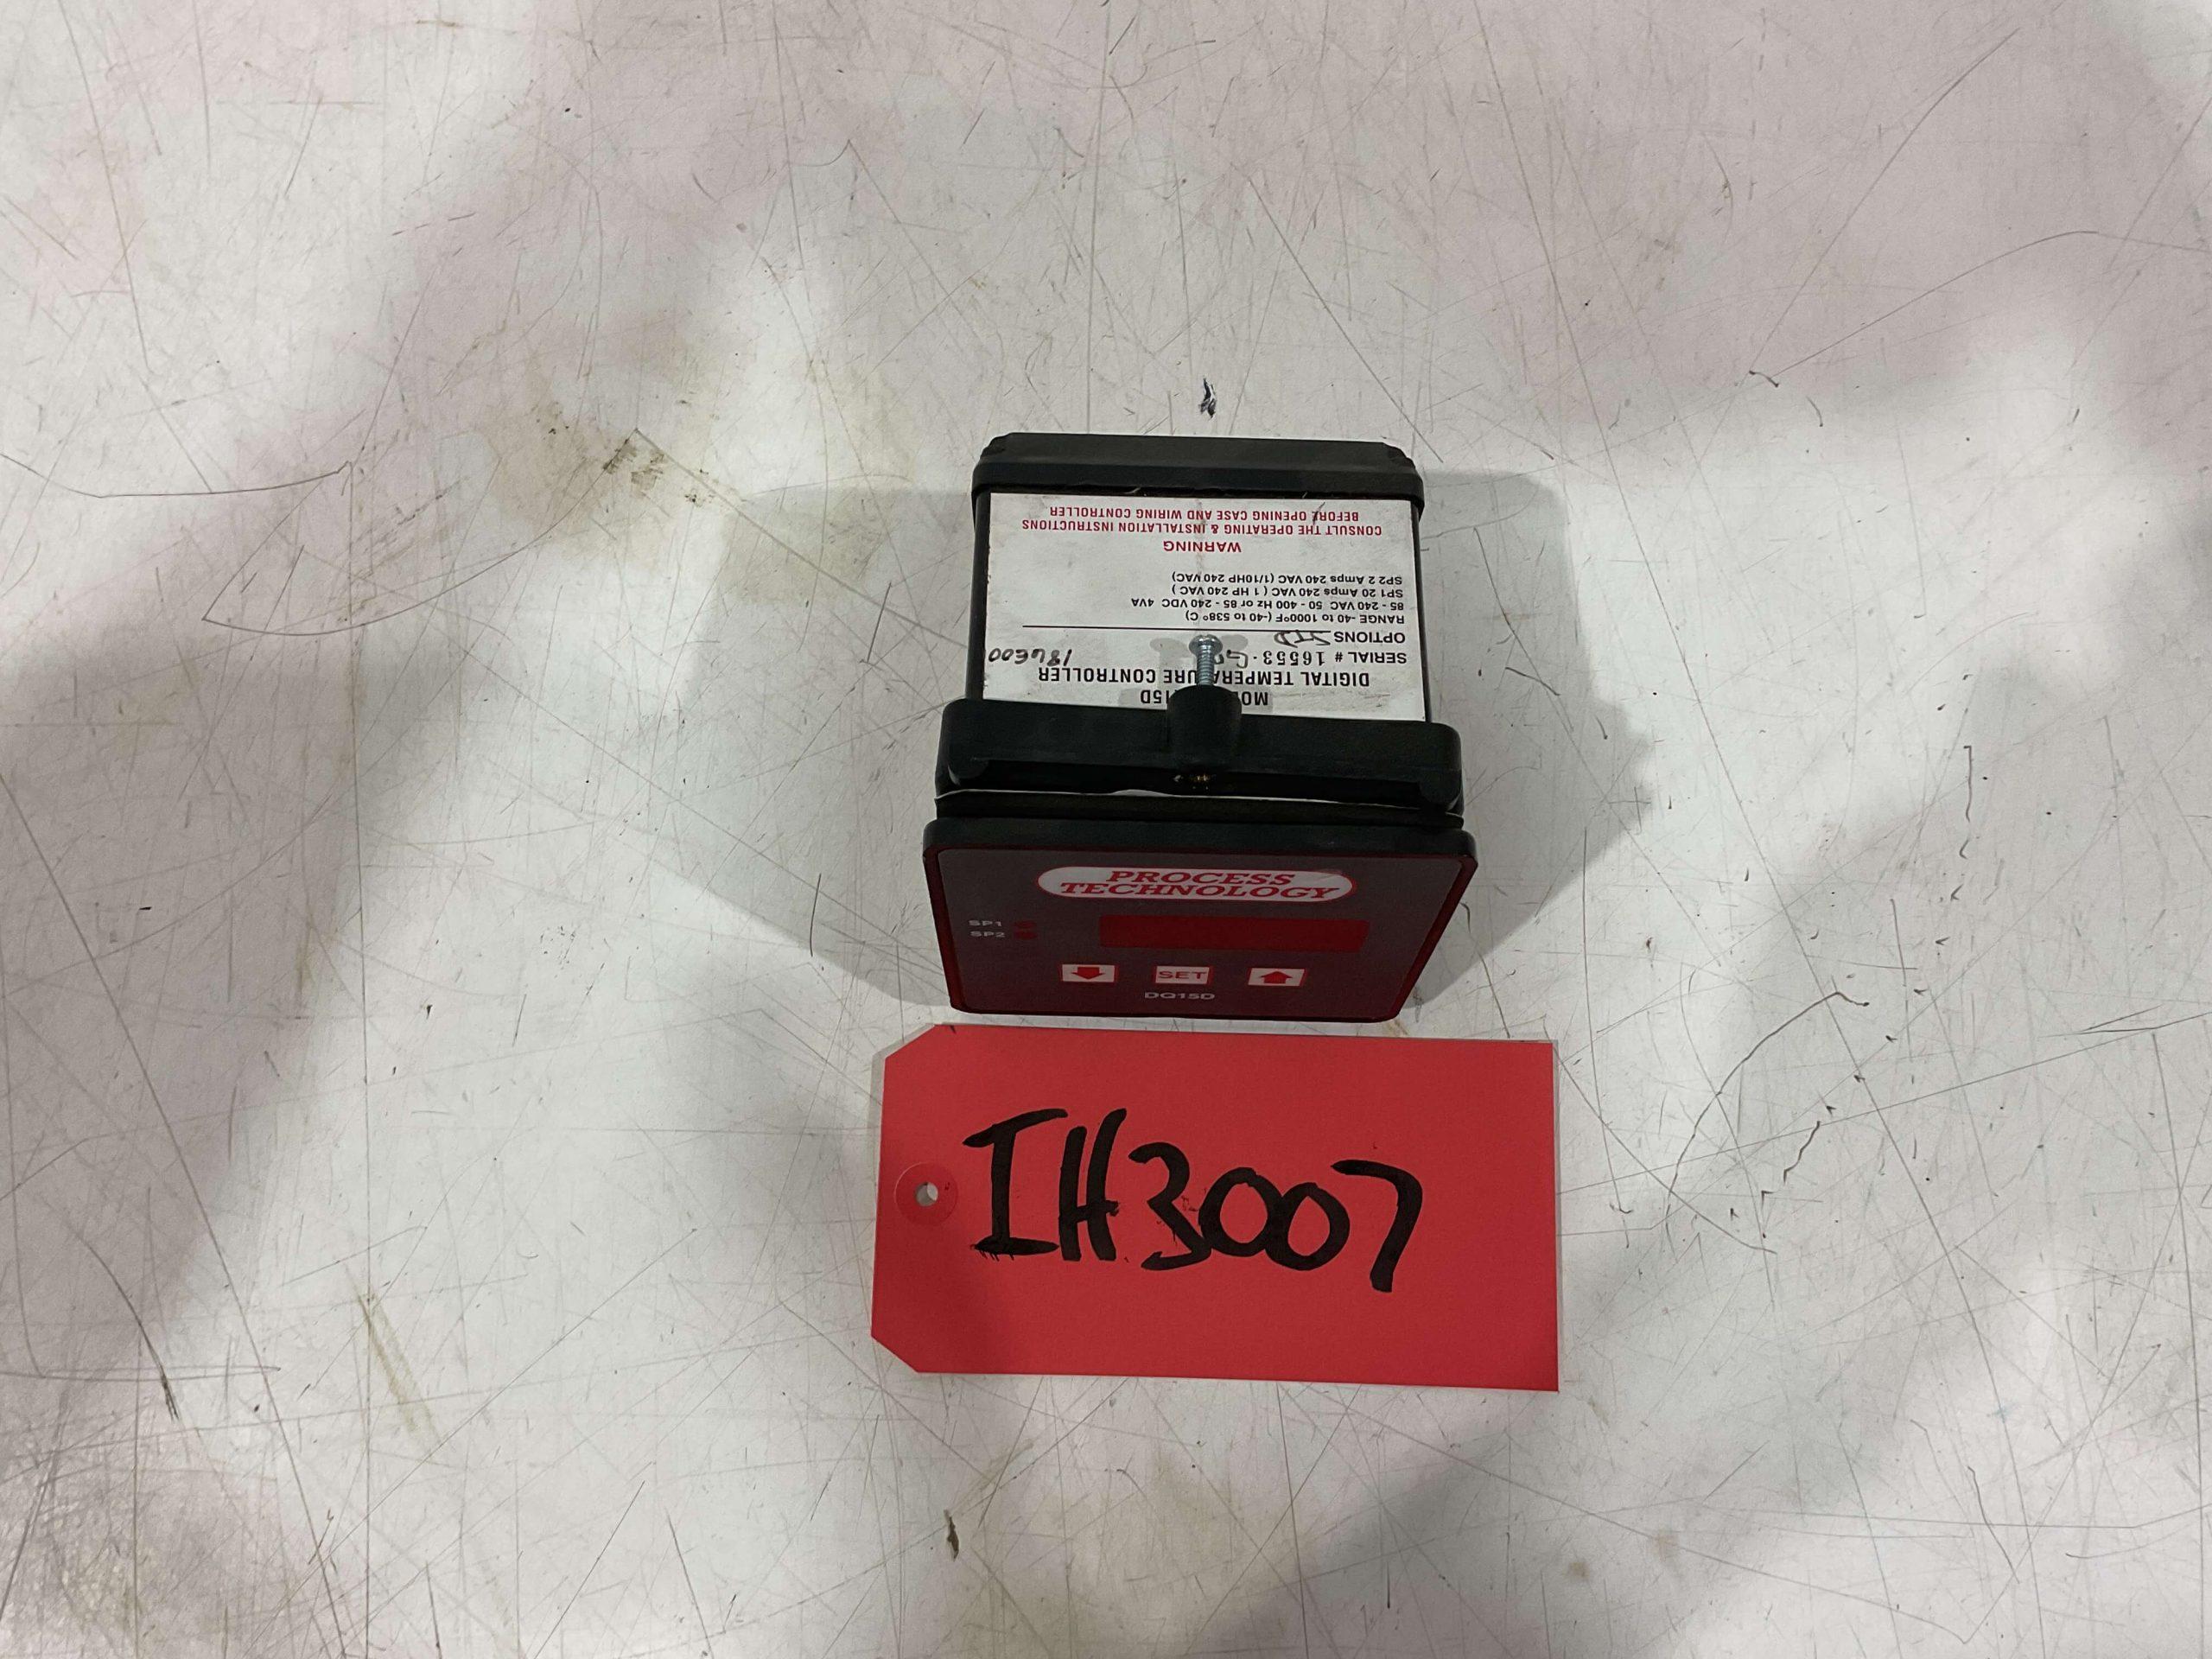 MO 15D
DIGITAL TEMPERATURE CONTROLLER
SERIAL # 16553-G
OPTIONS STD
RANGE -40 to 1000°F (-40 to 538° C)
85 - 240 VAC 50 - 400 Hz or 85 - 240 VDC 4VA
SP1 20 Amps 240 VAC ( 1 HP 240 VAC )
SP2 2 Amps 240 VAC (1/10HP 240 VAC)
WARNING
CONSULT THE OPERATING & INSTALLATION INSTRUCTIONS
BEFORE OPENING CASE AND WIRING CONTROLLER
PROCESS
TECHNOLOGY
SP1
SP2
SET
DQ15D
IH3007